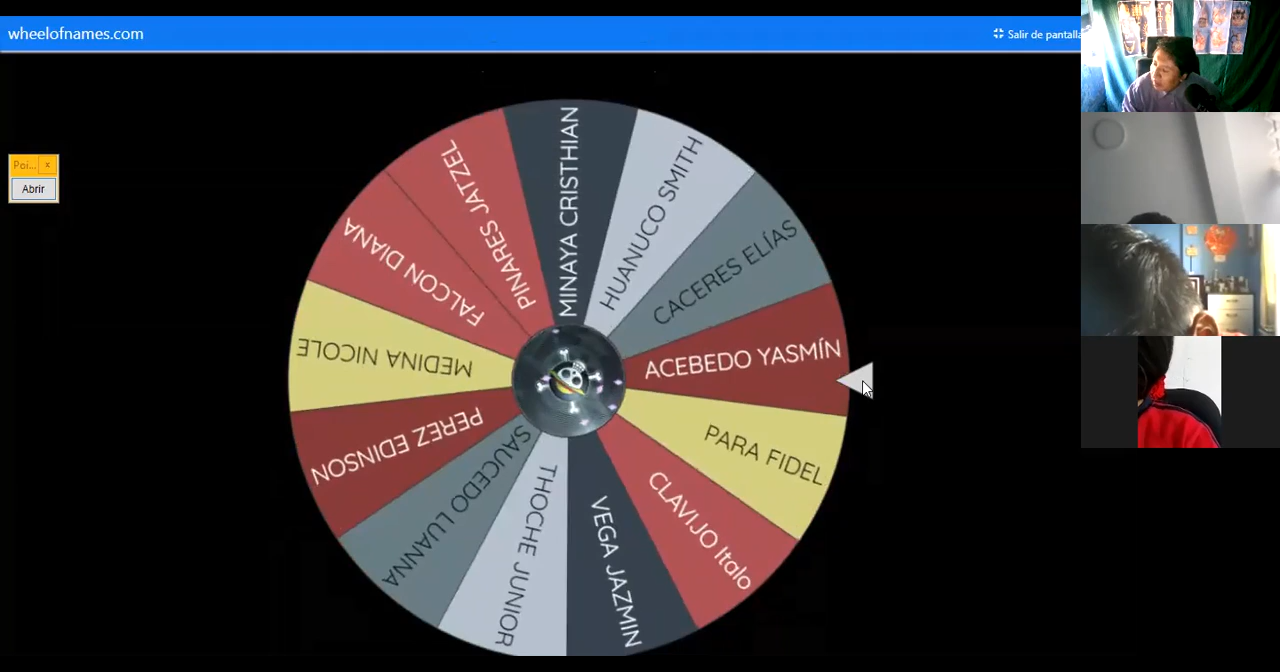 wheelofnames.com
Salir de pantalla
Poi... x
Abrir
MINAYA CRISTHIAN
HUANUCO SMITH
CACERES ELÍAS
ACEBEDO YASMÍN
PARA FIDEL
CLAVIJO Italo
VEGA JAZMIN
THOCHE JUNIOR
SAUCEDO LUANNA
PEREZ EDINSON
MEDINA NICOLE
FALCON DIANA
PINARES JATZEL